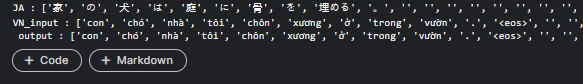 JA : ['家', 'の', '犬', 'は', '庭', 'に', '骨', 'を', '埋める', '。', '', '', '', '', '', '', '', '', '', '',
VN_input : ['con', 'chó', 'nhà', 'tôi', 'chôn', 'xương', 'ở', 'trong', 'vườn', '.', '<eos>', '', '',
output : ['con', 'chó', 'nhà', 'tôi', 'chôn', 'xương', 'ở', 'trong', 'vườn', '.', '<eos>', '', '',
+ Code + Markdown